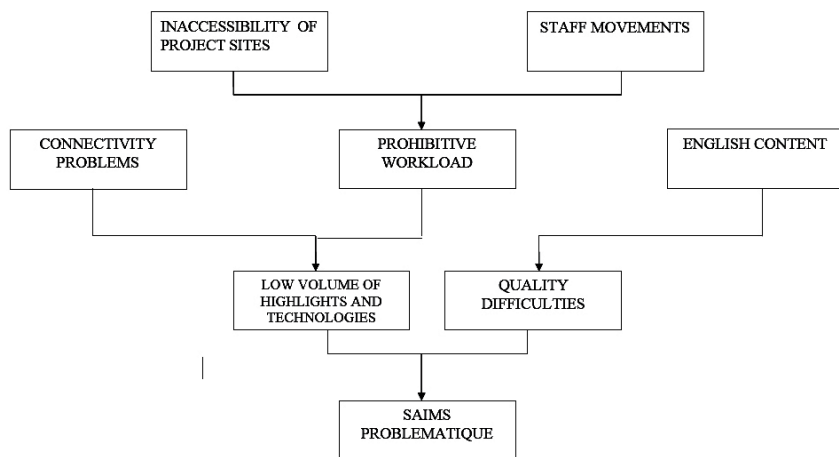 INACCESSIBILITY OF
PROJECT SITES
STAFF MOVEMENTS
CONNECTIVITY
PROBLEMS
PROHIBITIVE
WORKLOAD
ENGLISH CONTENT
LOW VOLUME OF
HIGHLIGHTS AND
TECHNOLOGIES
QUALITY
DIFFICULTIES
SAIMS
PROBLEMATIQUE